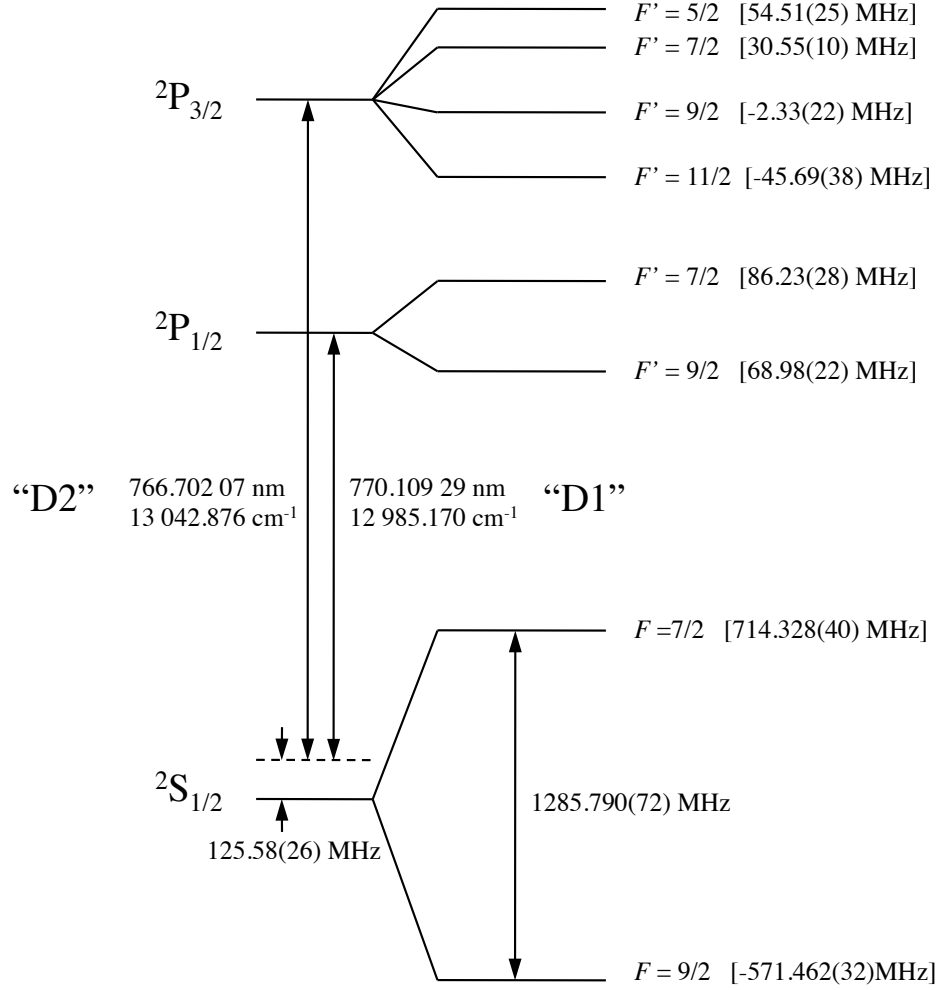 F’ = 5/2 [54.51(25) MHz]
F’ = 7/2 [30.55(10) MHz]
²P₃/₂
F’ = 9/2 [-2.33(22) MHz]
F’ = 11/2 [-45.69(38) MHz]
F’ = 7/2 [86.23(28) MHz]
²P₁/₂
F’ = 9/2 [68.98(22) MHz]
“D2”
766.702 07 nm
13 042.876 cm⁻¹
770.109 29 nm
12 985.170 cm⁻¹
“D1”
F =7/2 [714.328(40) MHz]
²S₁/₂
1285.790(72) MHz
125.58(26) MHz
F = 9/2 [-571.462(32)MHz]